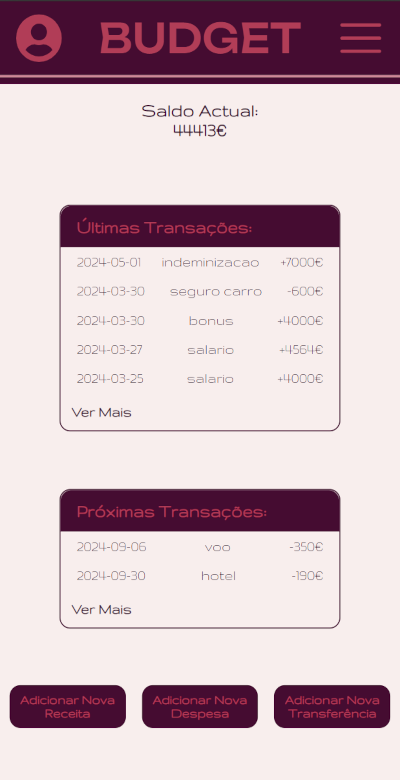 BUDGET
Saldo Actual:
44413€
Últimas Transações:
2024-05-01 indeminizacao +7000€
2024-03-30 seguro carro -600€
2024-03-30 bonus +4000€
2024-03-27 salario +4564€
2024-03-25 salario +4000€
Ver Mais
Próximas Transações:
2024-09-06 voo -350€
2024-09-30 hotel -190€
Ver Mais
Adicionar Nova
Receita
Adicionar Nova
Despesa
Adicionar Nova
Transferência